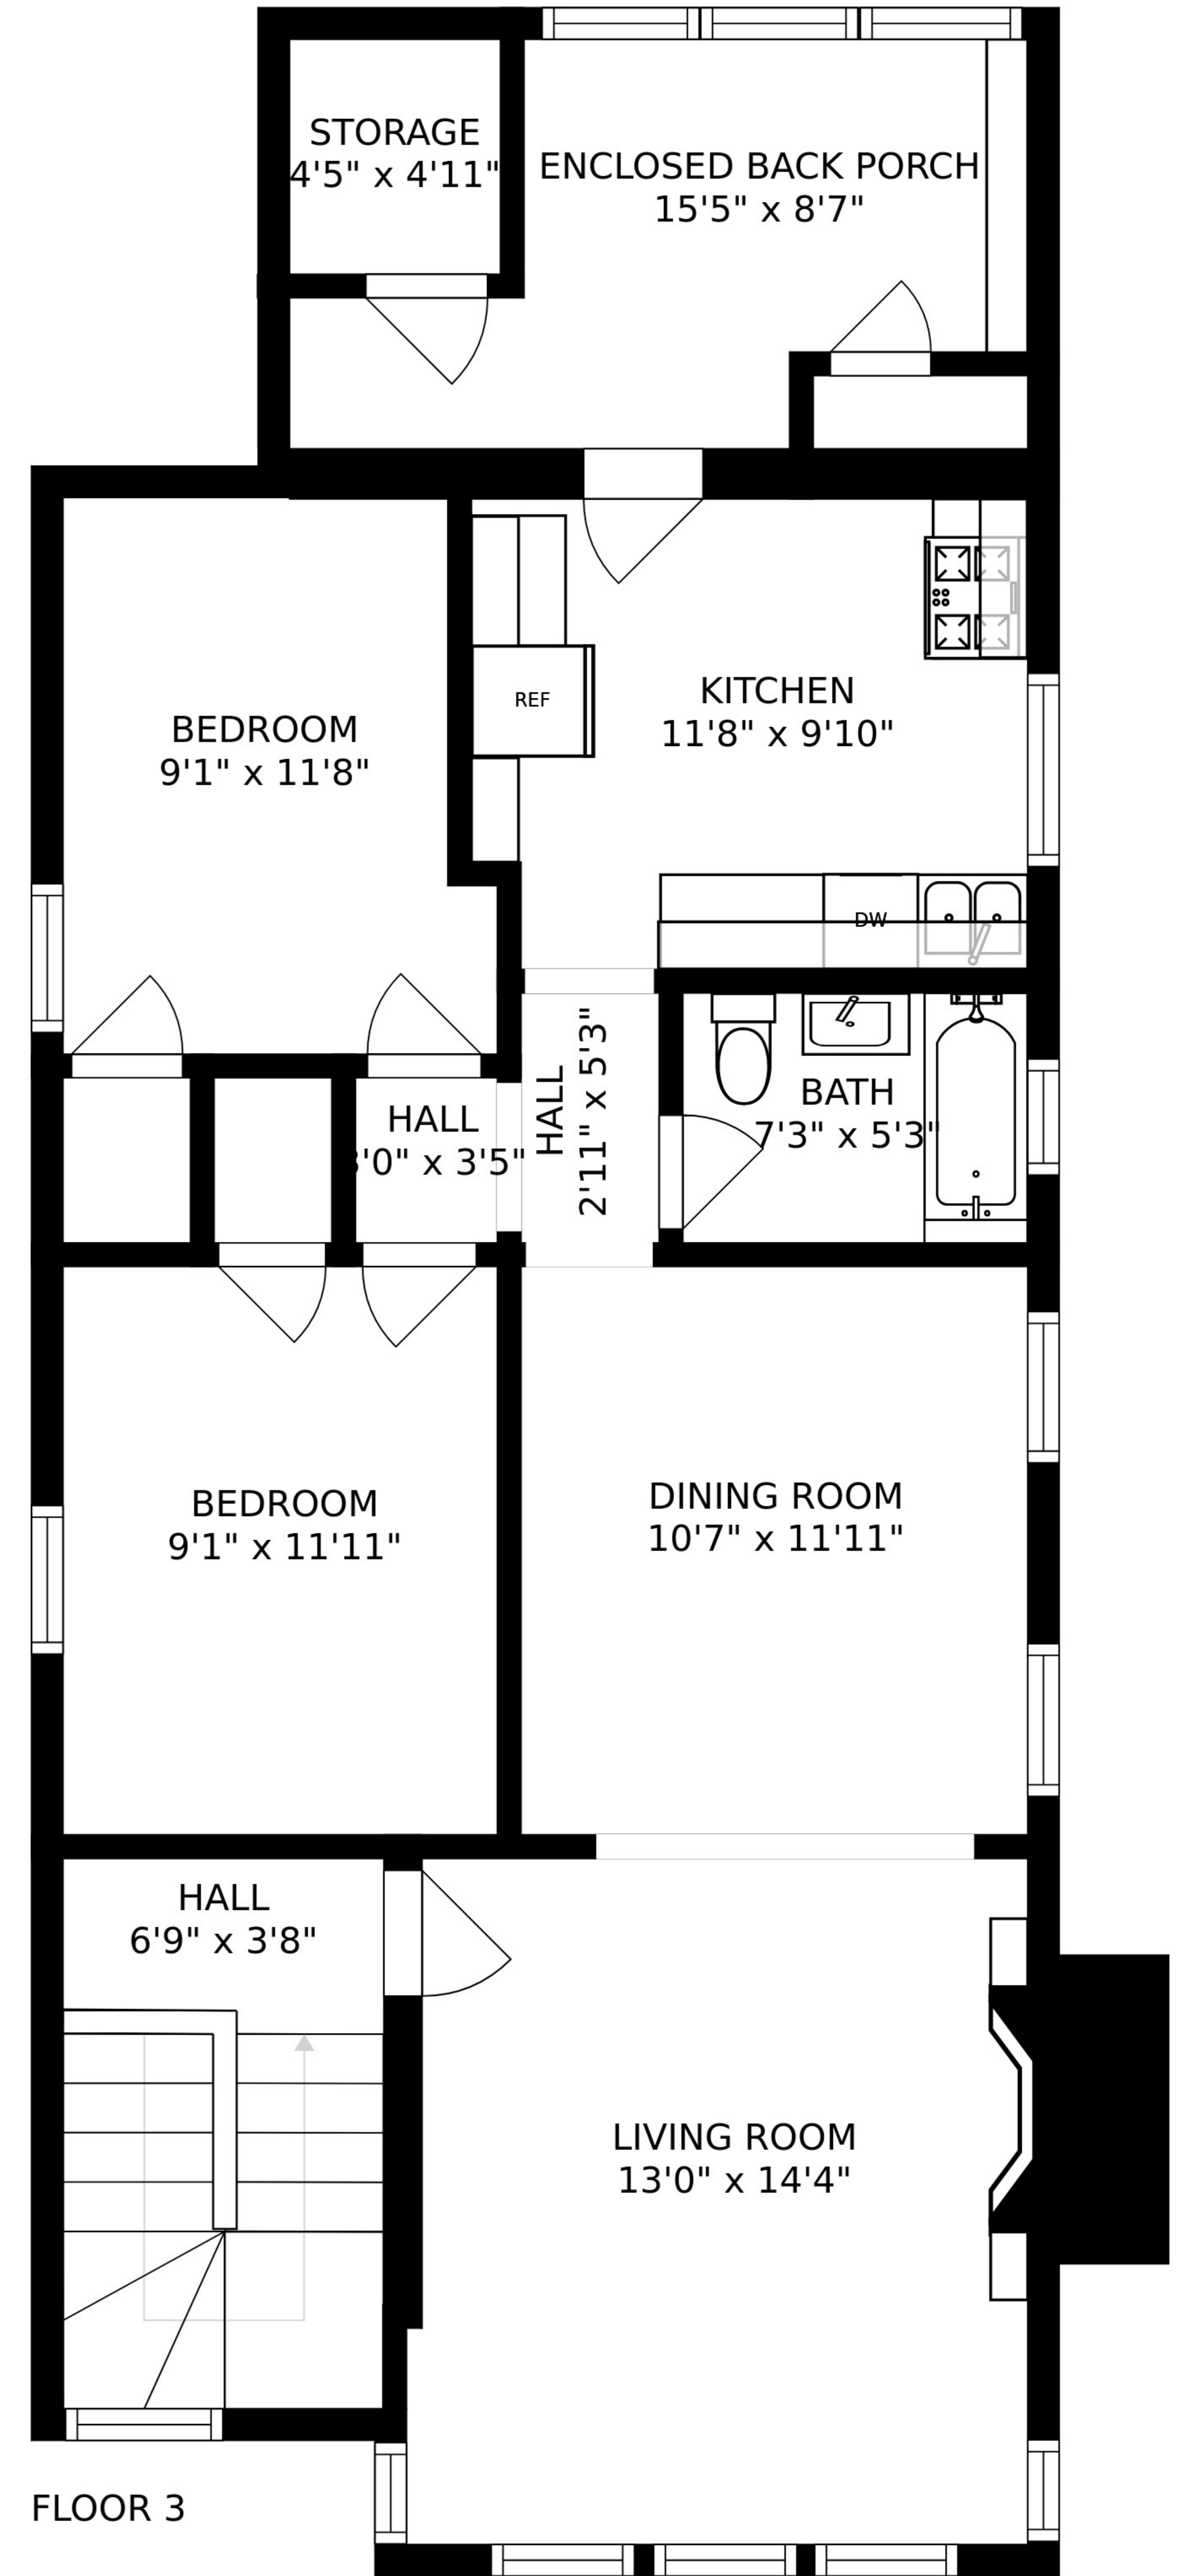 STORAGE
4'5" x 4'11"
ENCLOSED BACK PORCH
15'5" x 8'7"
BEDROOM
9'1" x 11'8"
REF
KITCHEN
11'8" x 9'10"
DW
HALL
'0" x 3'5"
HALL
2'11" x 5'3"
BATH
7'3" x 5'3"
BEDROOM
9'1" x 11'11"
DINING ROOM
10'7" x 11'11"
HALL
6'9" x 3'8"
LIVING ROOM
13'0" x 14'4"
FLOOR 3